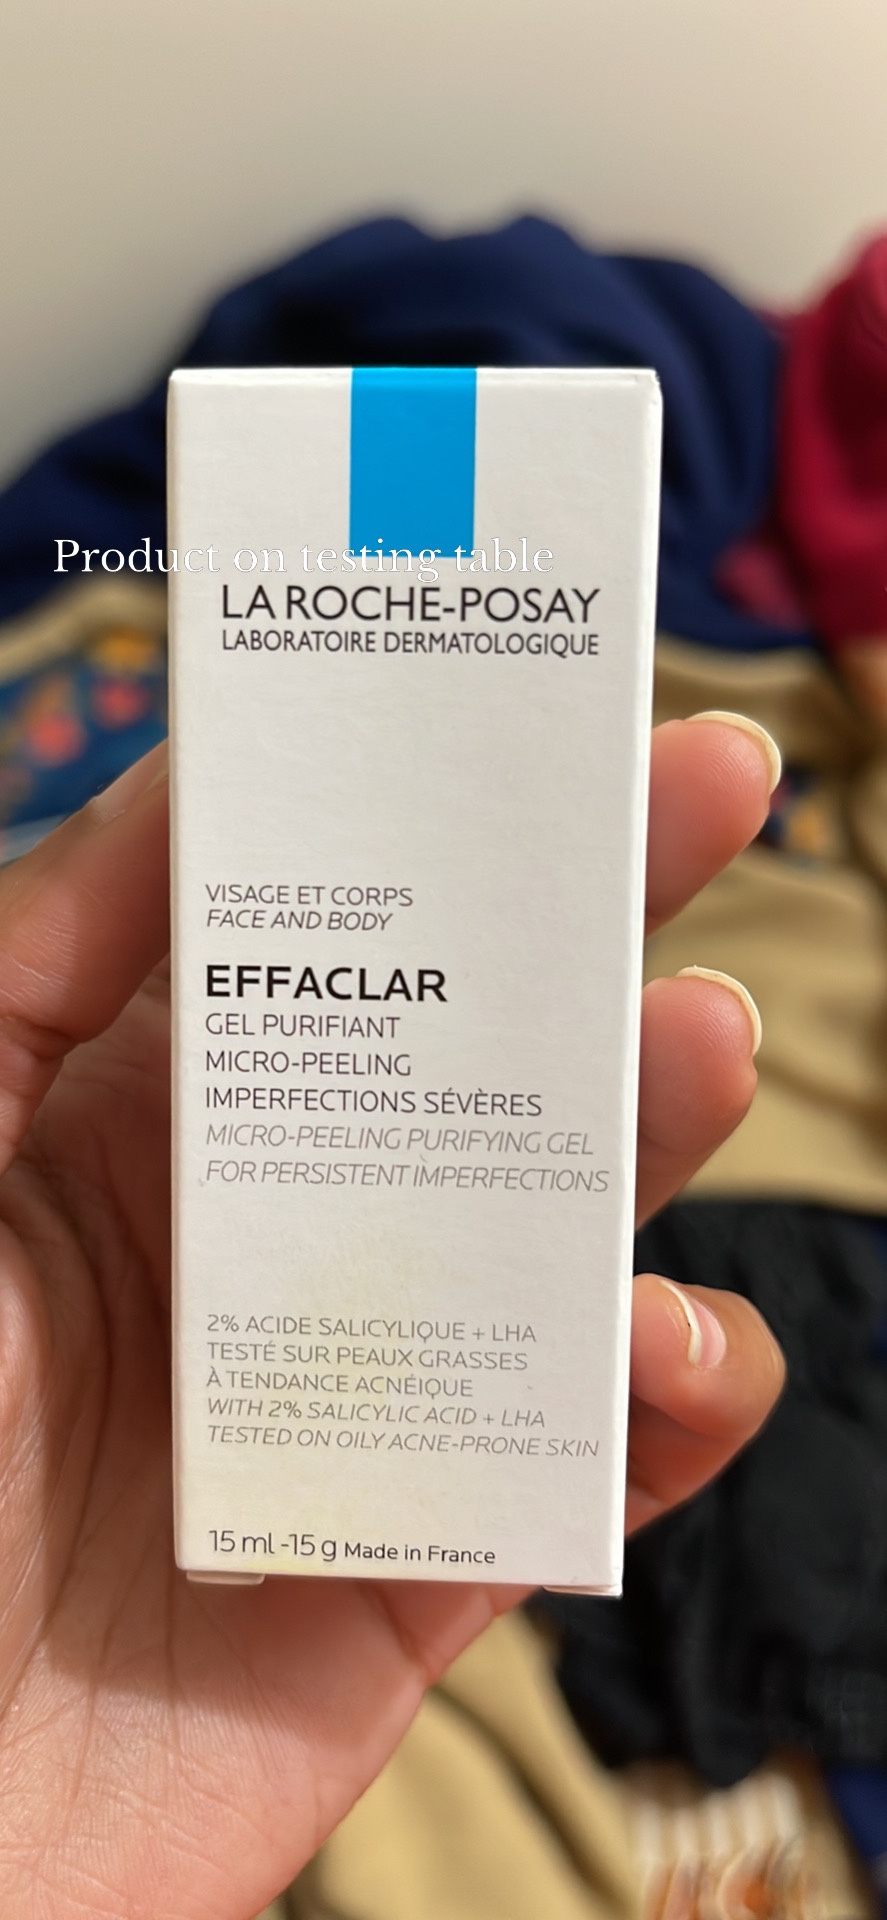 Product on testing table
LA ROCHE-POSAY
LABORATOIRE DERMATOLOGIQUE
VISAGE ET CORPS
FACE AND BODY
EFFACLAR
GEL PURIFIANT
MICRO-PEELING
IMPERFECTIONS SÉVÈRES
MICRO-PEELING PURIFYING GEL
FOR PERSISTENT IMPERFECTIONS
2% ACIDE SALICYLIQUE + LHA
TESTÉ SUR PEAUX GRASSES
À TENDANCE ACNÉIQUE
WITH 2% SALICYLIC ACID + LHA
TESTED ON OILY ACNE-PRONE SKIN
15 ml -15 g Made in France